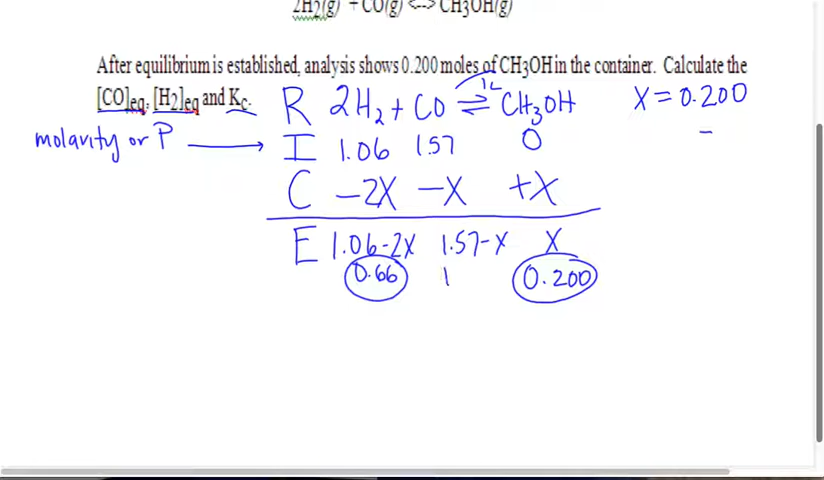 2H2(g) + CO(g) <--> CH3OH(g)
After equilibrium is established, analysis shows 0.200 moles of CH3OH in the container. Calculate the
[CO]eq, [H2]eq and Kc.
R 2H₂ + CO ⇌ CH₃OH
1L
X = 0.200
molavity or P → I 1.06 1.57 0
C -2X -X +X
E 1.06-2X 1.57-X X
0.66 1 0.200